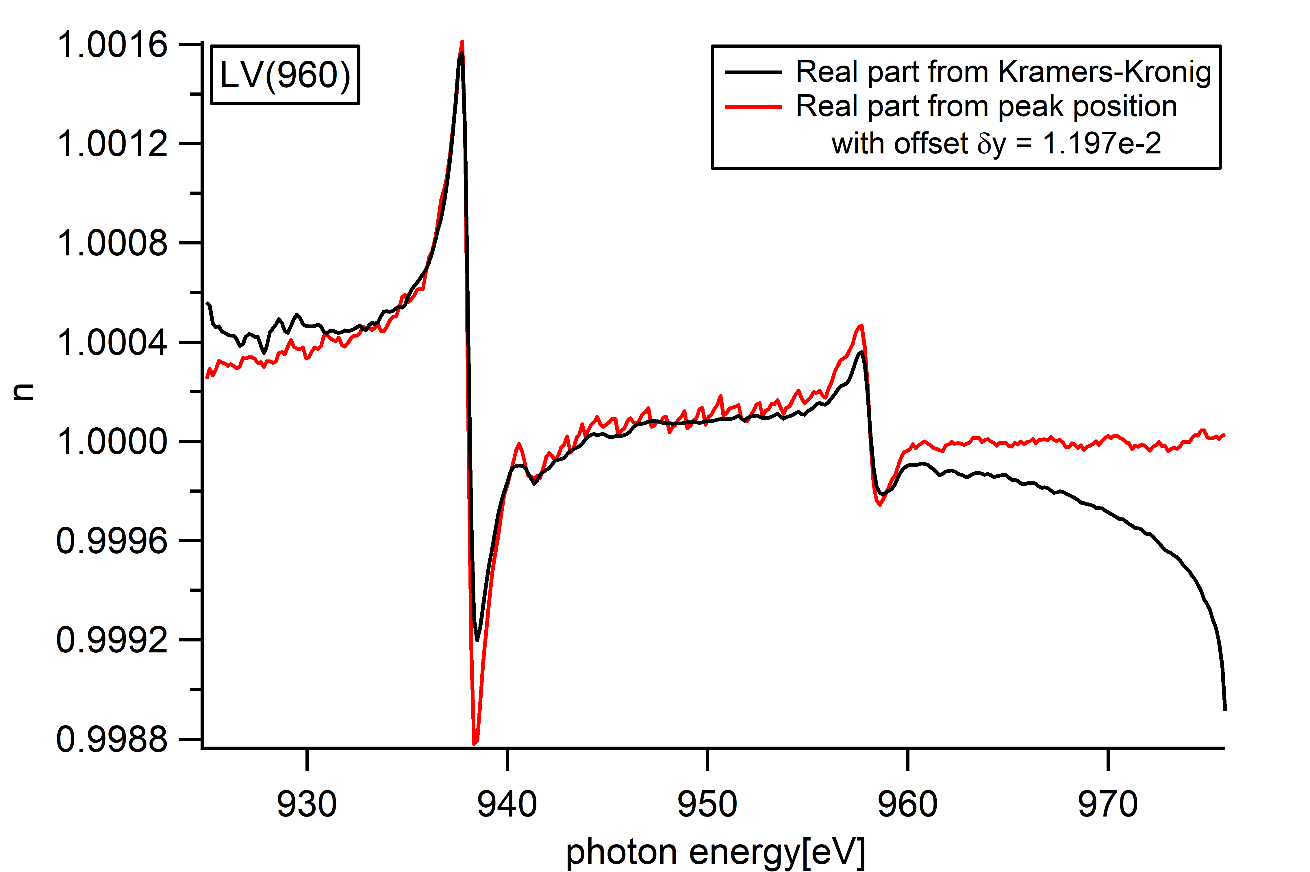 LV(960)
Real part from Kramers-Kronig
Real part from peak position
with offset δy = 1.197e-2
1.0016
1.0012
1.0008
1.0004
1.0000
0.9996
0.9992
0.9988
n
930
940
950
960
970
photon energy[eV]